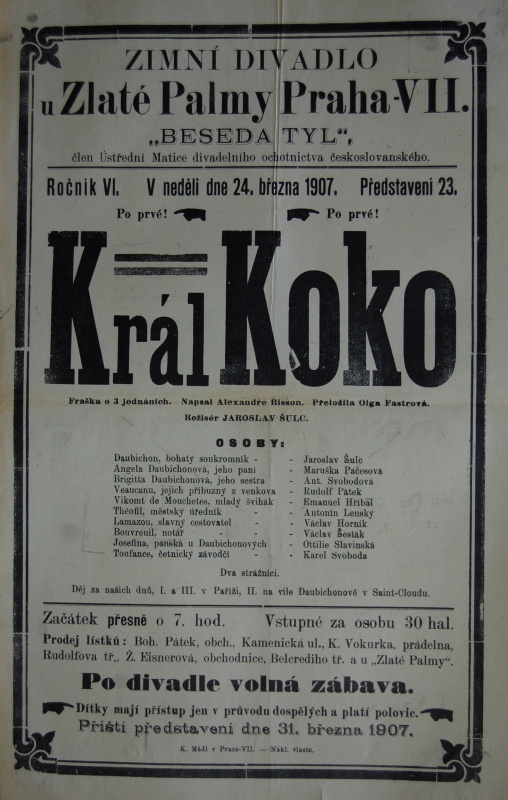 ZIMNÍ DIVADLO
u Zlaté Palmy Praha-VII.
„BESEDA TYL“,
člen Ústřední Matice divadelního ochotnictva českoslovanského.
Ročník VI. V neděli dne 24. března 1907. Představení 23.
Po prvé! Po prvé!
Král Koko
Fraška o 3 jednáních. Napsal Alexandre Bisson. Přeložila Olga Fastrová.
Režisér JAROSLAV ŠULC.
OSOBY:
Daubichon, bohatý soukromník - - Jaroslav Šulc
Angela Daubichonová, jeho paní - Maruška Pačesová
Brigitta Daubichonová, jeho sestra - Ant. Svobodová
Veaucanu, jejich příbuzný z venkova - Rudolf Pátek
Vikomt de Mouchetes, mladý švihák - Emanuel Hříbal
Théofil, městský úředník - - Antonín Lenský
Lamazou, slavný cestovatel - - Václav Horník
Bouvreuil, notář - - - Václav Šesták
Josefina, panská u Daubichonových - Ottilie Slavinská
Toufance, četnický závodčí - - Karel Svoboda
Dva strážníci.
Děj za našich dnů, I. a III. v Paříži, II. na vile Daubichonově v Saint-Cloudu.
Začátek přesně o 7. hod. Vstupné za osobu 30 hal.
Prodej lístků: Boh. Pátek, obch., Kamenická ul., K. Vokurka, prádelna,
Rudolfova tř., Ž. Eisnerová, obchodnice, Belcrediho tř. a u „Zlaté Palmy“.
Po divadle volná zábava.
Dítky mají přístup jen v průvodu dospělých a platí polovic.
Příští představení dne 31. března 1907.
K. Mádl v Praze-VII. — Nákl. vlastn.